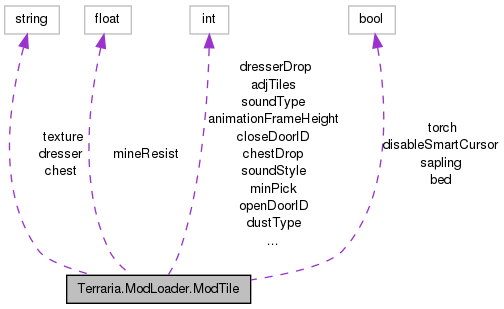 string
float
int
bool
texture
dresser
chest
mineResist
dresserDrop
adjTiles
soundType
animationFrameHeight
closeDoorID
chestDrop
soundStyle
minPick
openDoorID
dustType
...
torch
disableSmartCursor
sapling
bed
Terraria.ModLoader.ModTile